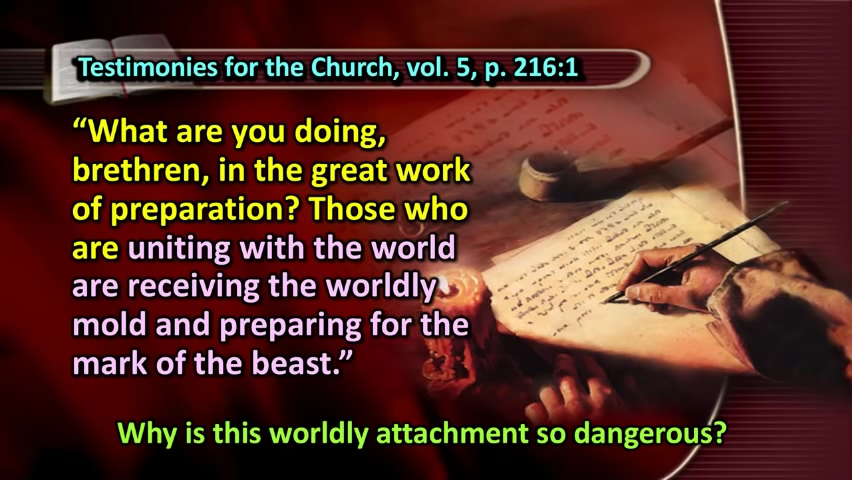 Testimonies for the Church, vol. 5, p. 216:1
“What are you doing,
brethren, in the great work
of preparation? Those who
are uniting with the world
are receiving the worldly
mold and preparing for the
mark of the beast.”
Why is this worldly attachment so dangerous?